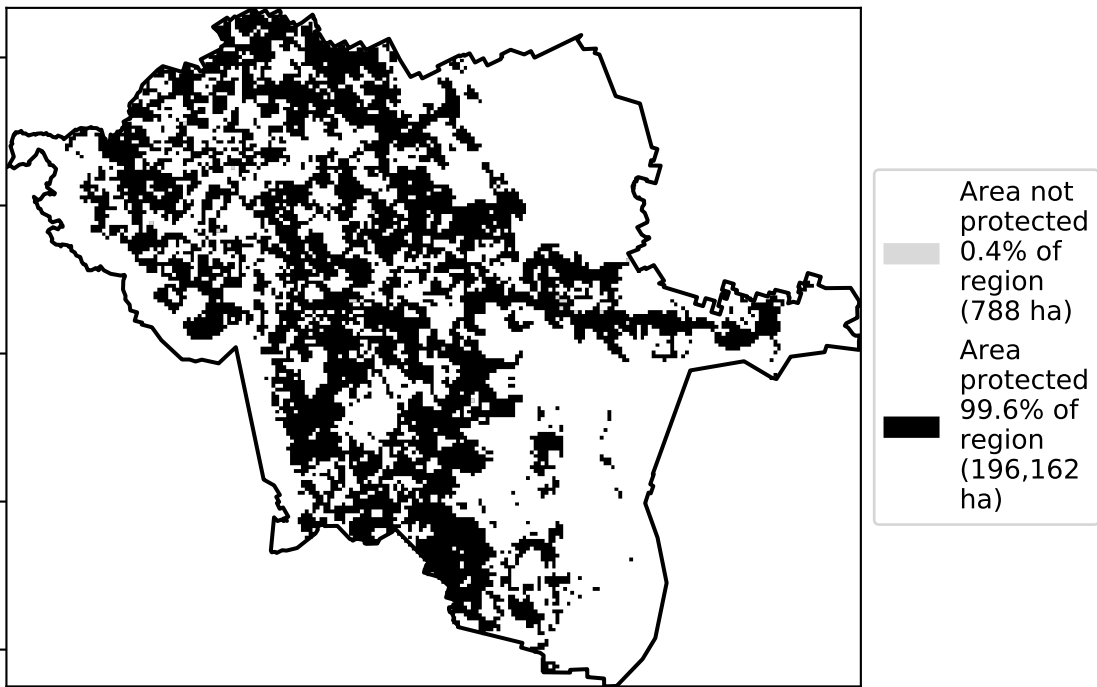 Area not
protected
0.4% of
region
(788 ha)
Area
protected
99.6% of
region
(196,162
ha)